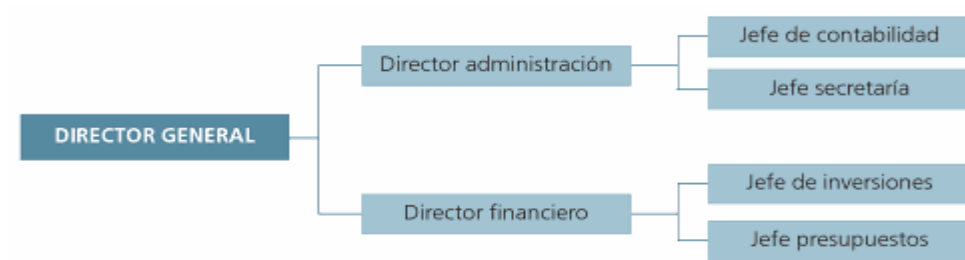 Jefe de contabilidad
Director administración
Jefe secretaría
DIRECTOR GENERAL
Jefe de inversiones
Director financiero
Jefe presupuestos